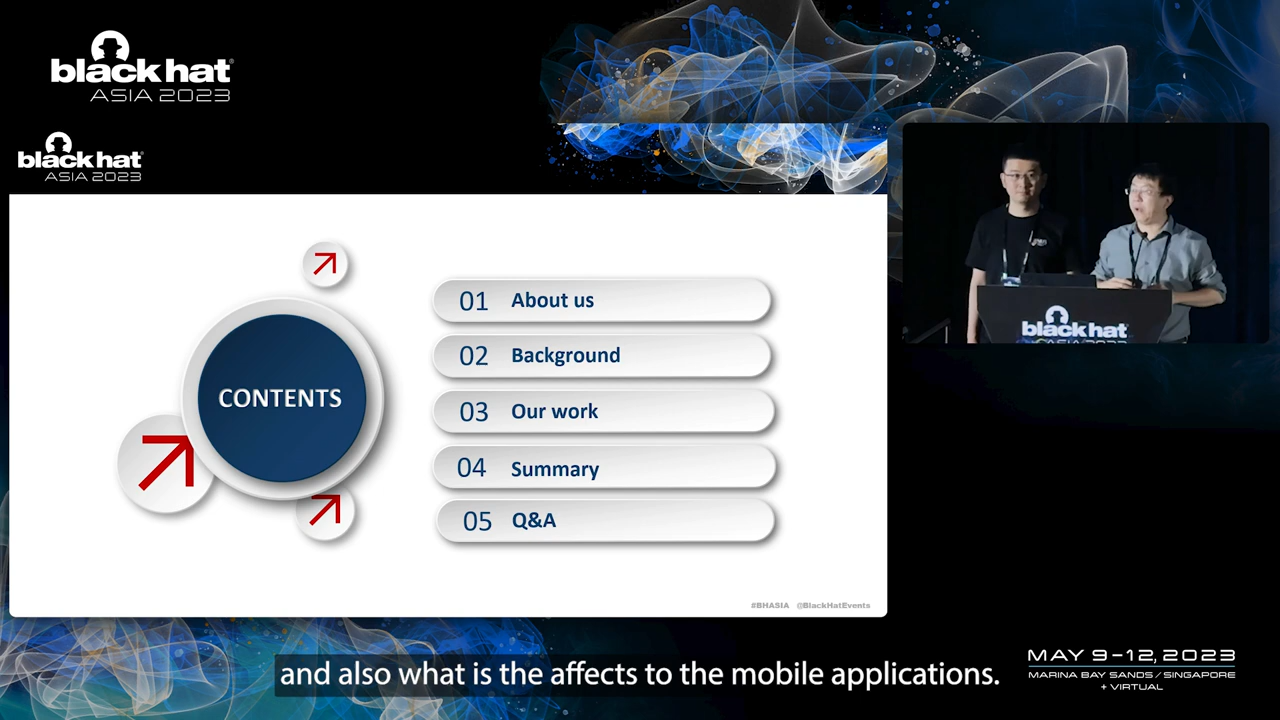 black hat
ASIA 2023
black hat
ASIA 2023
CONTENTS
01 About us
02 Background
03 Our work
04 Summary
05 Q&A
#BHASIA @BlackHatEvents
black hat
ASIA 2023
and also what is the affects to the mobile applications.
MAY 9-12, 2023
MARINA BAY SANDS / SINGAPORE
+ VIRTUAL